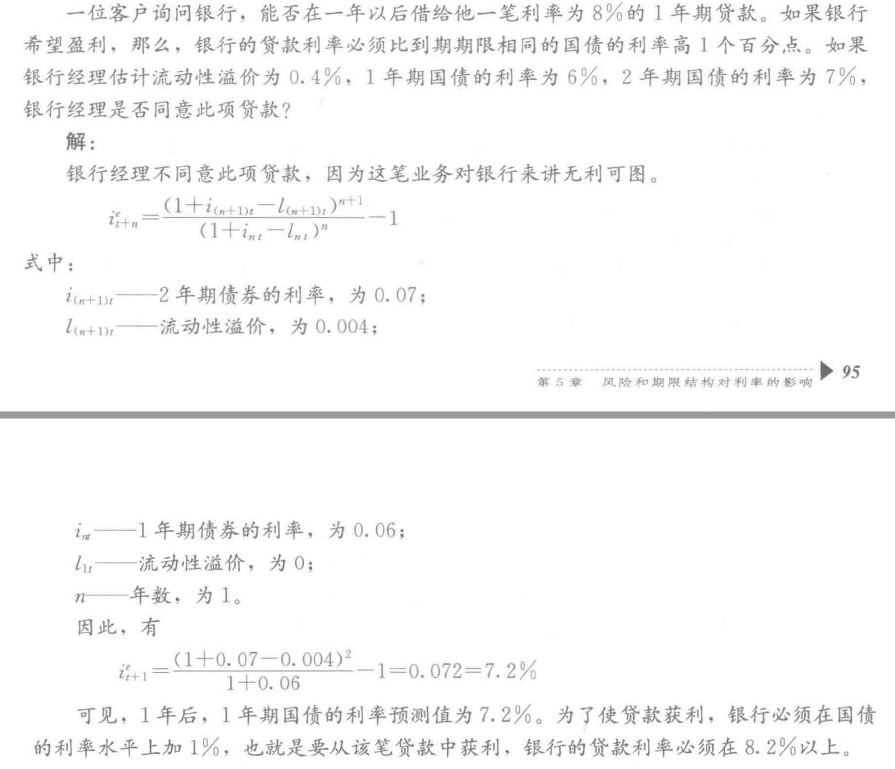 一位客户询问银行，能否在一年以后借给他一笔利率为8%的1年期贷款。如果银行
希望盈利，那么，银行的贷款利率必须比到期期限相同的国债的利率高1个百分点。如果
银行经理估计流动性溢价为0.4%，1年期国债的利率为6%，2年期国债的利率为7%，
银行经理是否同意此项贷款？
解：
银行经理不同意此项贷款，因为这笔业务对银行来讲无利可图。
i^e_{t+n}=\frac{(1+i_{(n+1)t}-l_{(n+1)t})^{n+1}}{(1+i_{nt}-l_{nt})^n}-1
式中：
i_{(n+1)t}——2年期债券的利率，为0.07；
l_{(n+1)t}——流动性溢价，为0.004；
第5章 风险和期限结构对利率的影响 ▶ 95
i_{nt}——1年期债券的利率，为0.06；
l_{1t}——流动性溢价，为0；
n——年数，为1。
因此，有
i^e_{t+1}=\frac{(1+0.07-0.004)^2}{1+0.06}-1=0.072=7.2%
可见，1年后，1年期国债的利率预测值为7.2%。为了使贷款获利，银行必须在国债
的利率水平上加1%，也就是要从该笔贷款中获利，银行的贷款利率必须在8.2%以上。